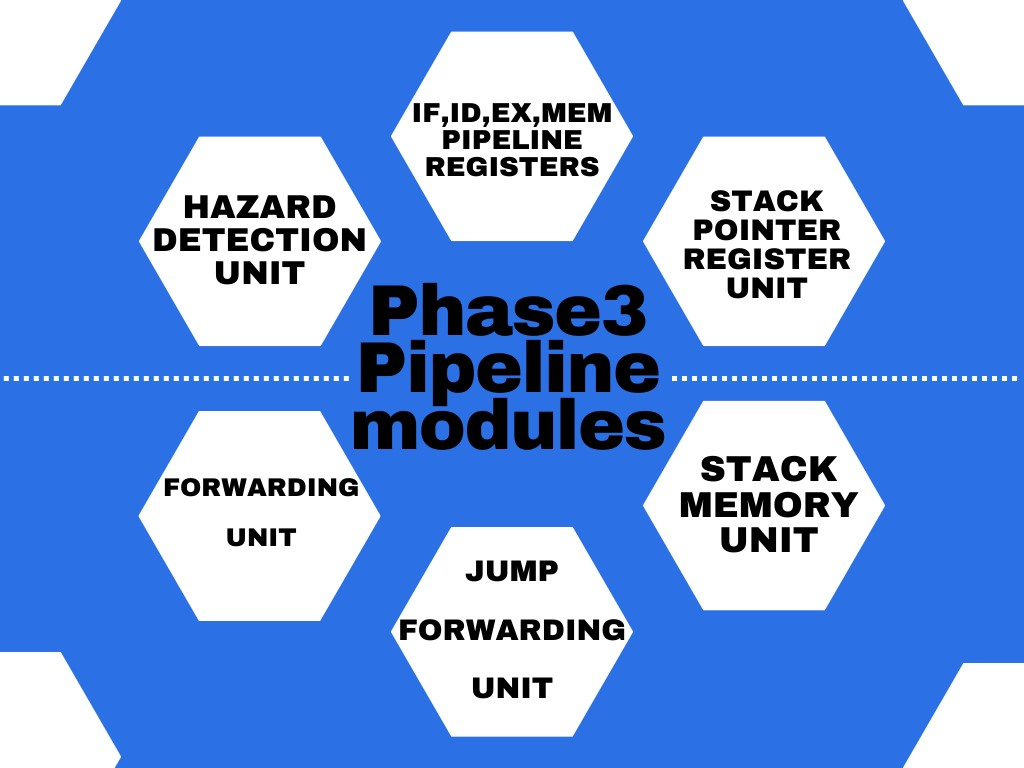 IF,ID,EX,MEM
PIPELINE
REGISTERS
HAZARD
DETECTION
UNIT
STACK
POINTER
REGISTER
UNIT
Phase3
Pipeline
modules
FORWARDING
UNIT
STACK
MEMORY
UNIT
JUMP
FORWARDING
UNIT